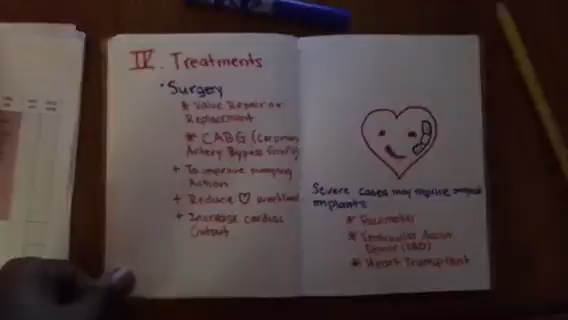 IV. Treatments
• Surgery
* Valve Repair or
Replacement
* CABG (Coronary
Artery Bypass
+ To improve pumping
Action
+ Reduce ♡ workload
+ Increase cardiac
Output
Severe cases may require
implants
* Pacemaker
* Ventricular Assist
Device (VAD)
* Heart Transplant